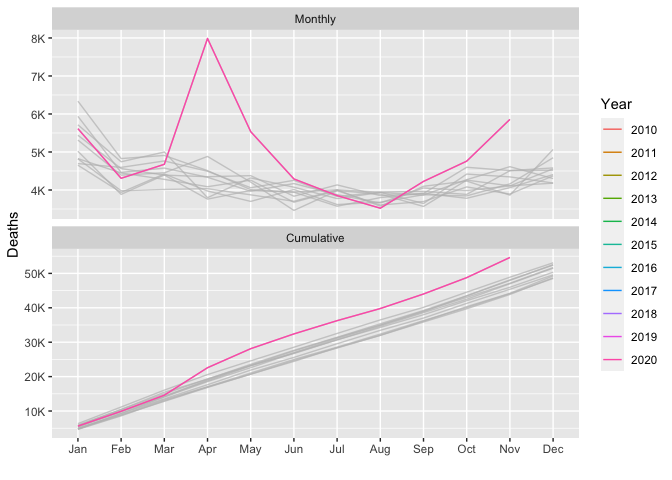 Monthly
8K
7K
6K
5K
4K
Deaths
Cumulative
50K
40K
30K
20K
10K
Jan Feb Mar Apr May Jun Jul Aug Sep Oct Nov Dec
Year
2010
2011
2012
2013
2014
2015
2016
2017
2018
2019
2020